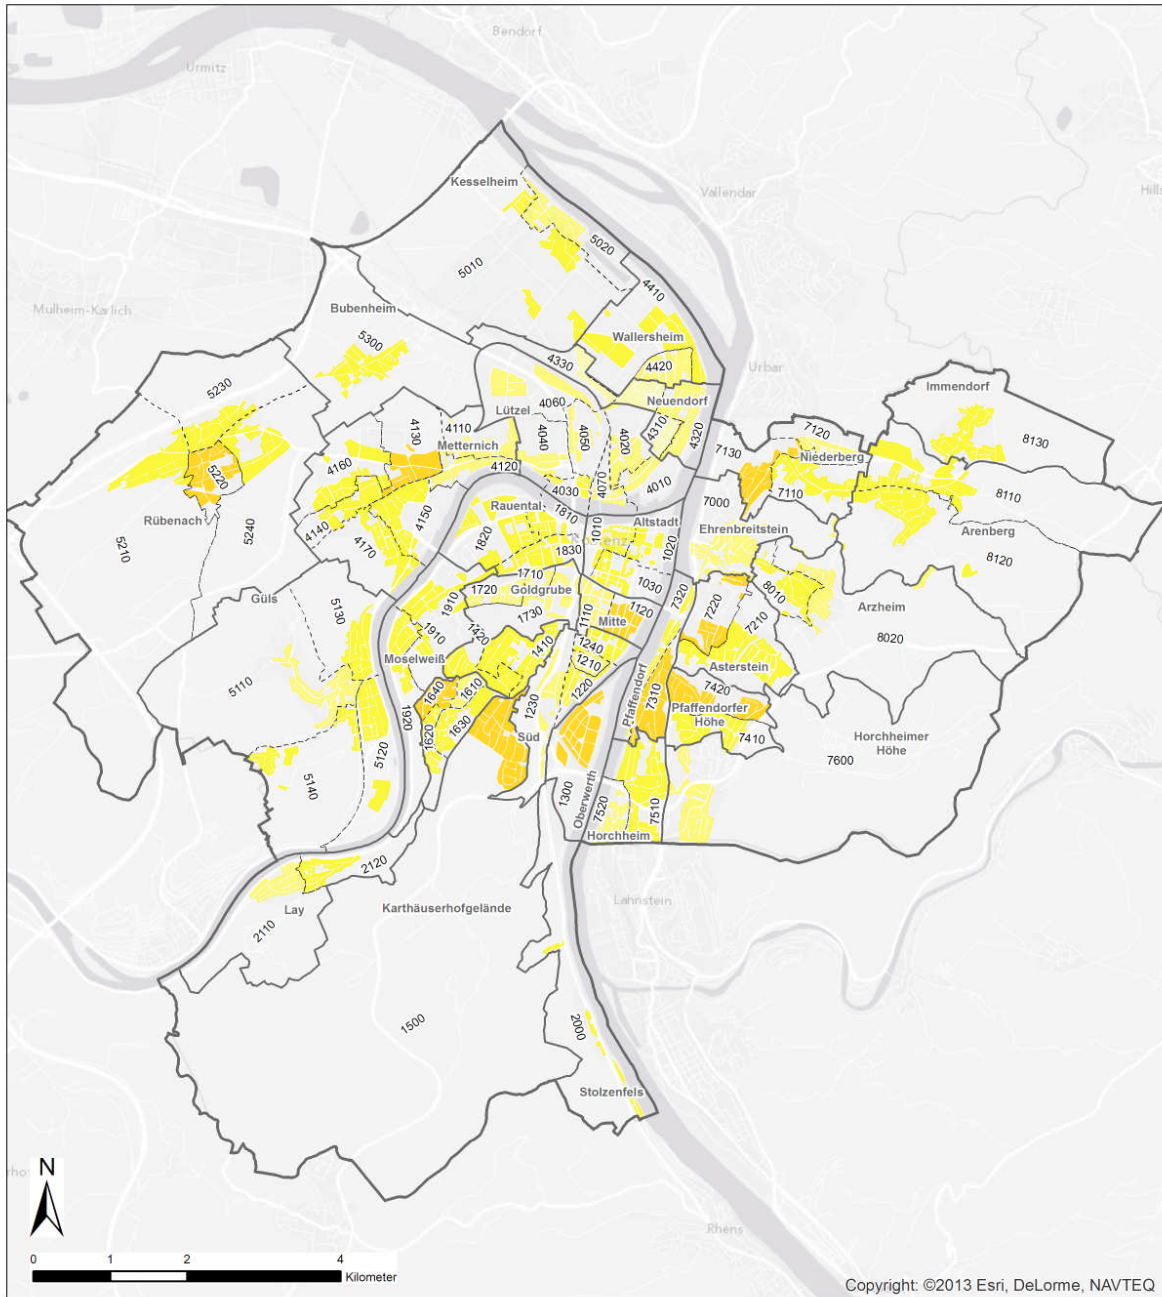 Bendorf
Urmitz
Kesselheim
Vallendar
Hills
5020
5010
4410
Mülheim-Kärlich
Bubenheim
5300
Wallersheim
4330
4420
Urbar
Immendorf
5230
Neuendorf
Lützel
4060
4110
4130
Metternich
4040
4050
4020
4310
4320
7120
7130
Niederberg
8130
4160
4120
5220
4070
4030
4010
7110
7000
8110
Rübenach
Rauental
1810
Altstadt
Ehrenbreitstein
Arenberg
4140
4150
1820
1010
1020
5210
5240
4170
1830
8120
1710
1720
Goldgrube
1030
7320
8010
Güls
5130
1910
1730
1110
1120
Mitte
7220
7210
Arzheim
1910
1420
1410
1240
8020
Moselweiß
1210
Asterstein
5110
1640
1610
1220
Pfaffendorf
7310
7420
1920
1230
Pfaffendorfer
Höhe
1620
1630
Süd
7410
Horchheimer
Höhe
5120
7600
5140
1300
Oberwerth
7520
7510
Horchheim
2120
Lay
2110
Karthäuserhofgelände
Lahnstein
1500
2000
Stolzenfels
Rhens
N
0 1 2 4
Kilometer
Copyright: ©2013 Esri, DeLorme, NAVTEQ